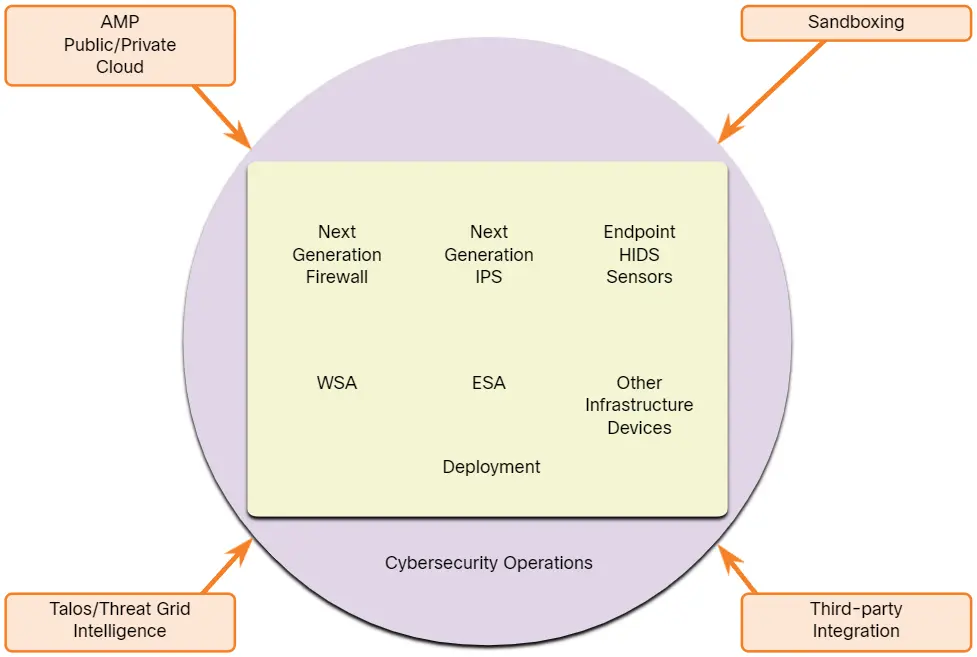 AMP
Public/Private
Cloud
Sandboxing
Next
Generation
Firewall
Next
Generation
IPS
Endpoint
HIDS
Sensors
WSA
ESA
Other
Infrastructure
Devices
Deployment
Cybersecurity Operations
Talos/Threat Grid
Intelligence
Third-party
Integration